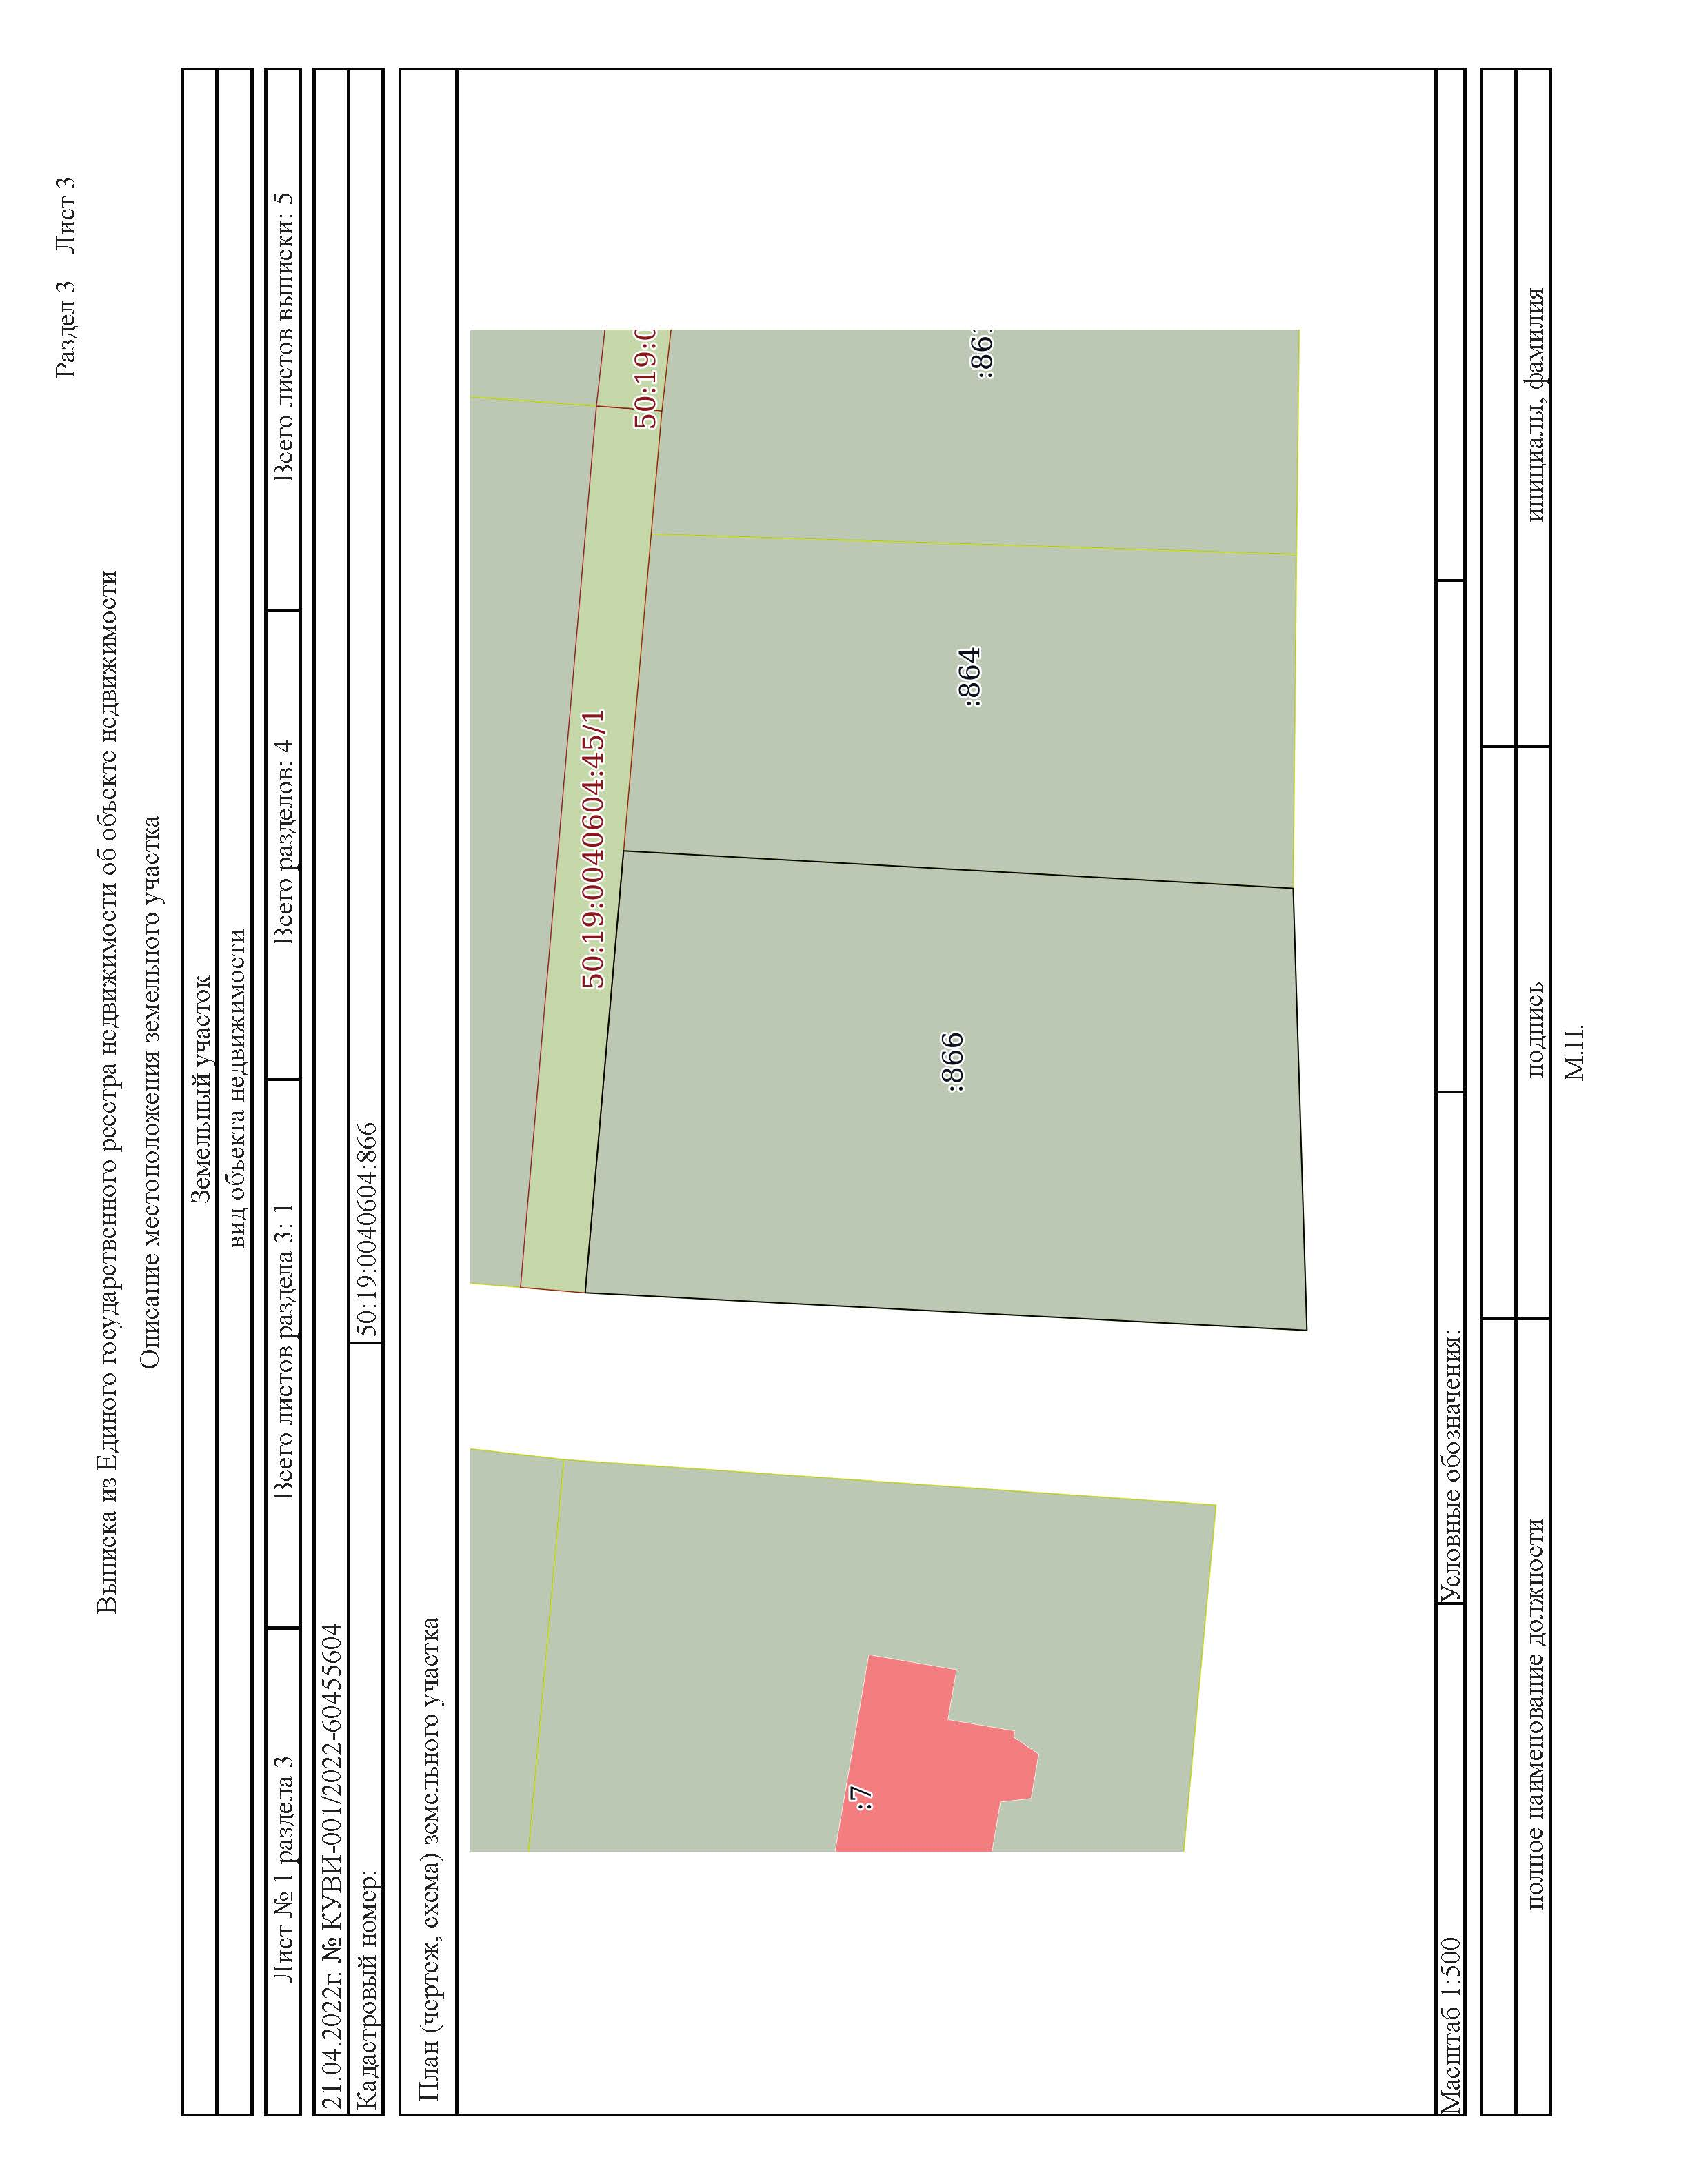 Раздел 3 Лист 3
Выписка из Единого государственного реестра недвижимости об объекте недвижимости
Описание местоположения земельного участка
Земельный участок
вид объекта недвижимости
Лист № 1 раздела 3 Всего листов раздела 3: 1 Всего разделов: 4 Всего листов выписки: 5
21.04.2022г. № КУВИ-001/2022-60455604
Кадастровый номер: 50:19:0040604:866
План (чертеж, схема) земельного участка
50:19:0
50:19:0040604:45/1
:7
:866
:864
:86
Масштаб 1:500 Условные обозначения:
полное наименование должности подпись инициалы, фамилия
М.П.